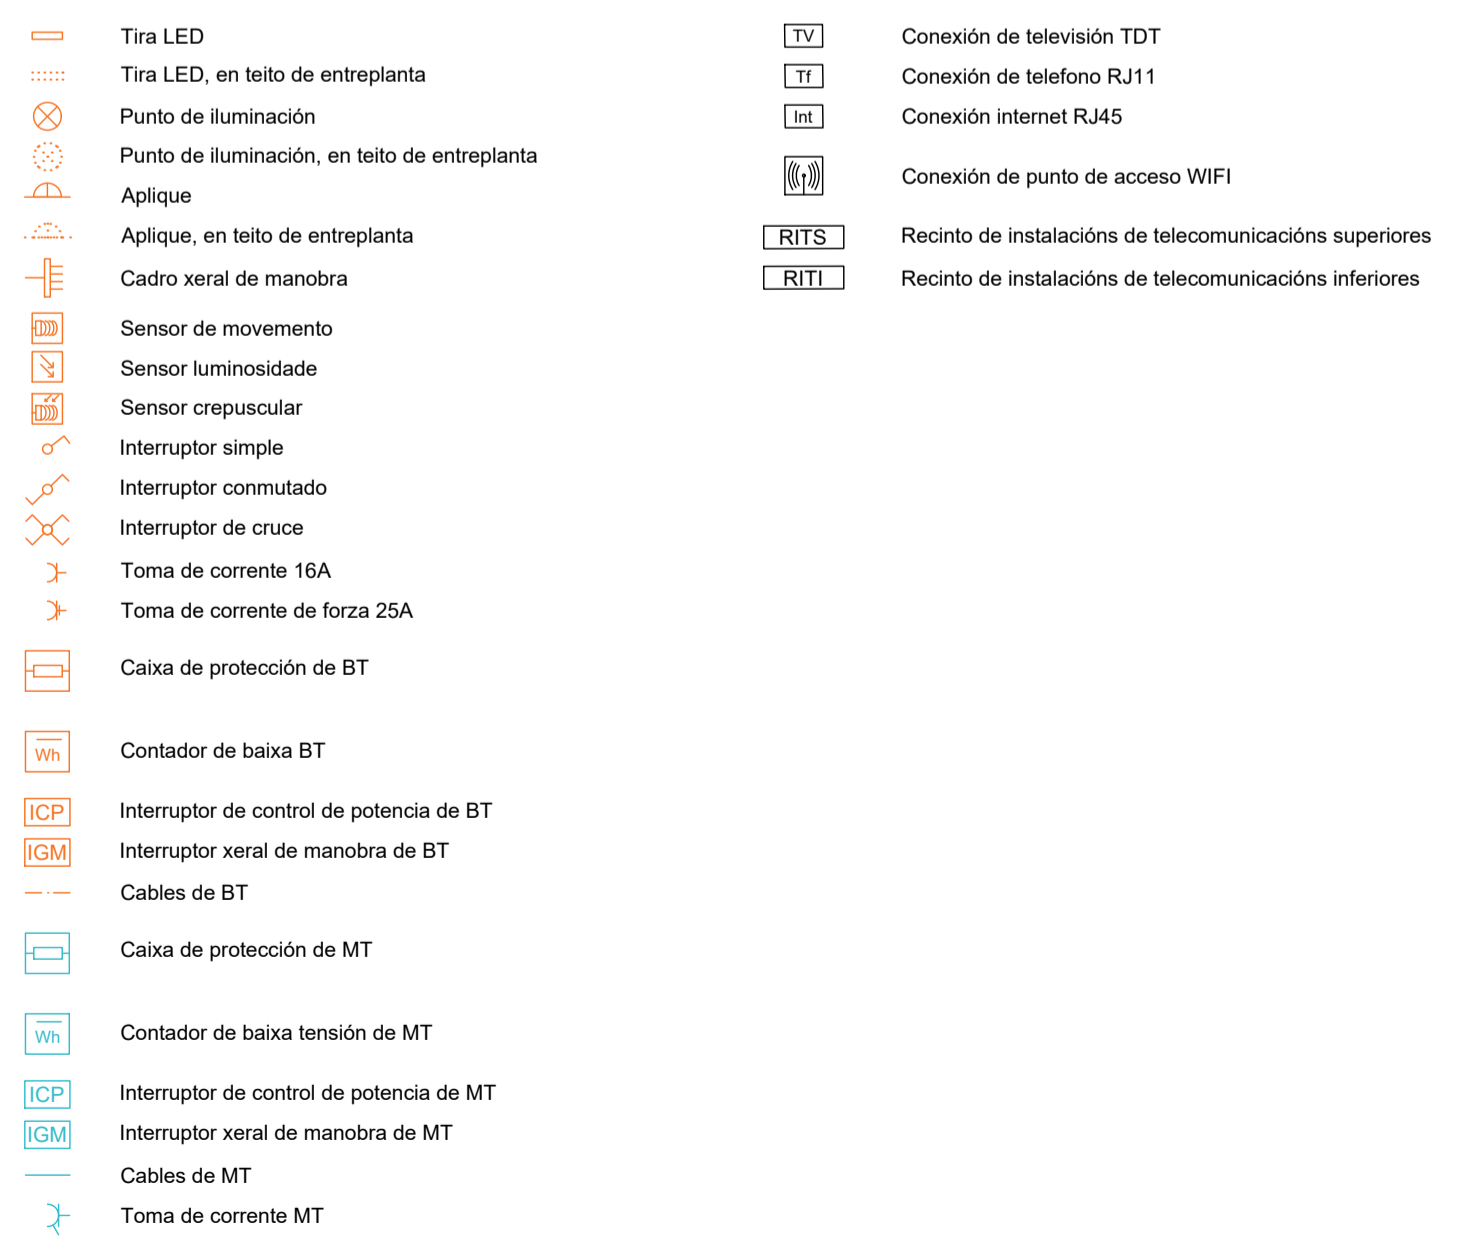 Tira LED
Tira LED, en teito de entreplanta
Punto de iluminación
Punto de iluminación, en teito de entreplanta
Aplique
Aplique, en teito de entreplanta
Cadro xeral de manobra
Sensor de movemento
Sensor luminosidade
Sensor crepuscular
Interruptor simple
Interruptor conmutado
Interruptor de cruce
Toma de corrente 16A
Toma de corrente de forza 25A
Caixa de protección de BT
Wh Contador de baixa BT
ICP Interruptor de control de potencia de BT
IGM Interruptor xeral de manobra de BT
Cables de BT
Caixa de protección de MT
Wh Contador de baixa tensión de MT
ICP Interruptor de control de potencia de MT
IGM Interruptor xeral de manobra de MT
Cables de MT
Toma de corrente MT
TV Conexión de televisión TDT
Tf Conexión de telefono RJ11
Int Conexión internet RJ45
Conexión de punto de acceso WIFI
RITS Recinto de instalacións de telecomunicacións superiores
RITI Recinto de instalacións de telecomunicacións inferiores